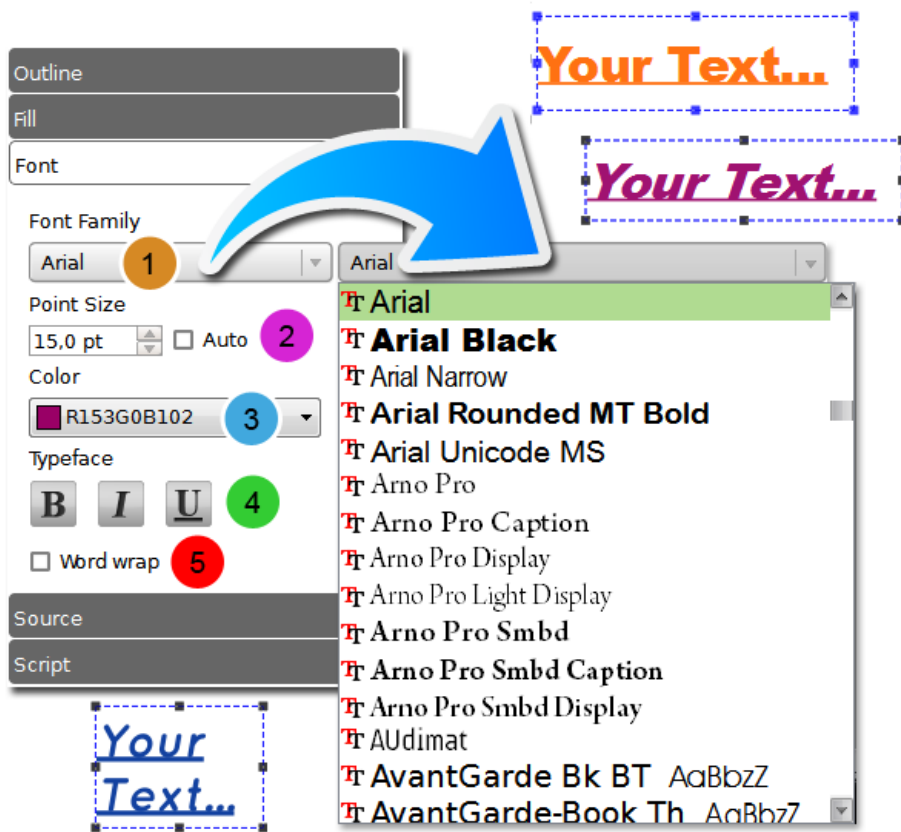 Your Text...
Outline
Fill
Font
Your Text...
Font Family
Arial
1
Arial
Point Size
15,0 pt
Auto
2
Color
R153G0B102
3
Typeface
B
I
U
4
Word wrap
5
Source
Script
Arial
Arial Black
Arial Narrow
Arial Rounded MT Bold
Arial Unicode MS
Arno Pro
Arno Pro Caption
Arno Pro Display
Arno Pro Light Display
Arno Pro Smbd
Arno Pro Smbd Caption
Arno Pro Smbd Display
AUdimat
AvantGarde Bk BT AaBbzZ
AvantGarde-Book Th AaBbzZ
Your
Text...